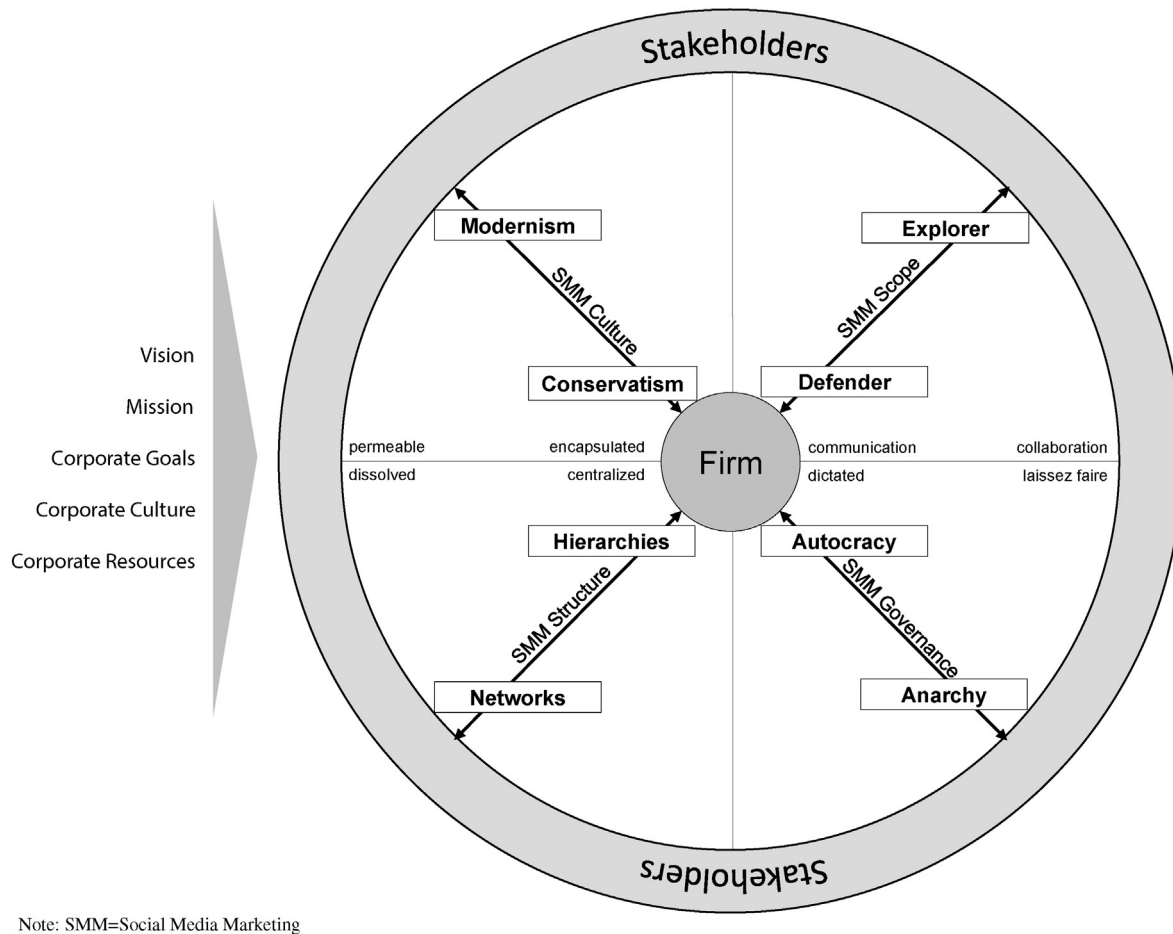 Stakeholders
Modernism
Explorer
SMM Culture
SMM Scope
Conservatism
Defender
Vision
Mission
Corporate Goals
Corporate Culture
Corporate Resources
permeable
encapsulated
communication
collaboration
Firm
dissolved
centralized
dictated
laissez faire
Hierarchies
Autocracy
SMM Structure
SMM Governance
Networks
Anarchy
Stakeholders
Note: SMM=Social Media Marketing